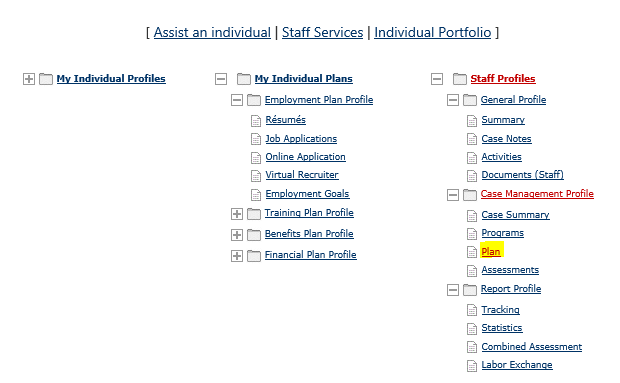 [ Assist an individual | Staff Services | Individual Portfolio ]
My Individual Profiles
My Individual Plans
Employment Plan Profile
Résumés
Job Applications
Online Application
Virtual Recruiter
Employment Goals
Training Plan Profile
Benefits Plan Profile
Financial Plan Profile
Staff Profiles
General Profile
Summary
Case Notes
Activities
Documents (Staff)
Case Management Profile
Case Summary
Programs
Plan
Assessments
Report Profile
Tracking
Statistics
Combined Assessment
Labor Exchange